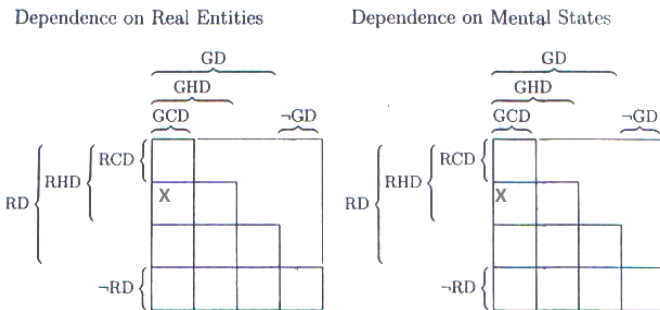 Dependence on Real Entities
GD
GHD
GCD ¬GD
RCD
RHD
X
RD
¬RD
Dependence on Mental States
GD
GHD
GCD ¬GD
RCD
RHD
X
RD
¬RD